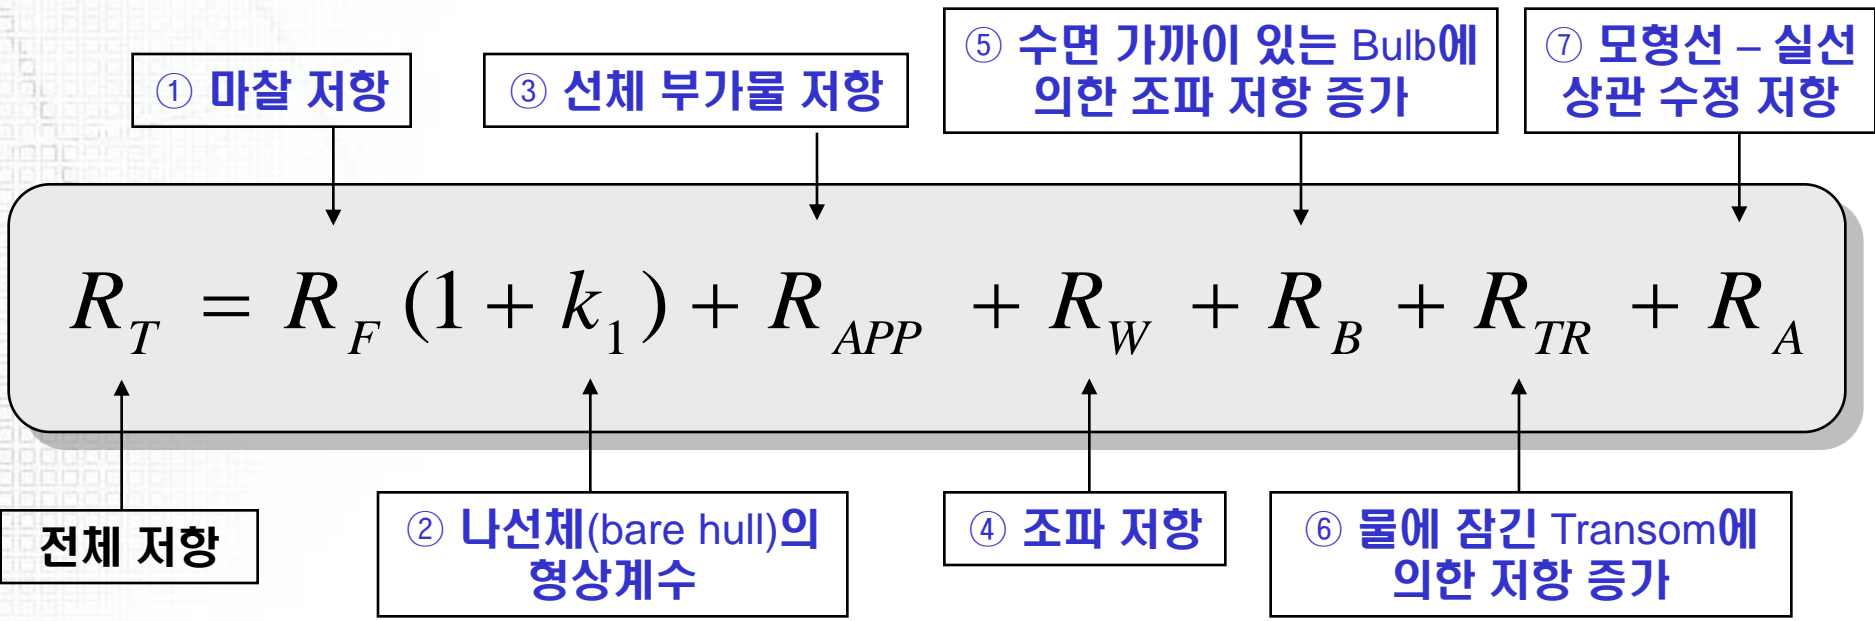 ① 마찰 저항
③ 선체 부가물 저항
⑤ 수면 가까이 있는 Bulb에
의한 조파 저항 증가
⑦ 모형선 – 실선
상관 수정 저항
R_T = R_F (1 + k_1) + R_APP + R_W + R_B + R_TR + R_A
전체 저항
② 나선체(bare hull)의
형상계수
④ 조파 저항
⑥ 물에 잠긴 Transom에
의한 저항 증가